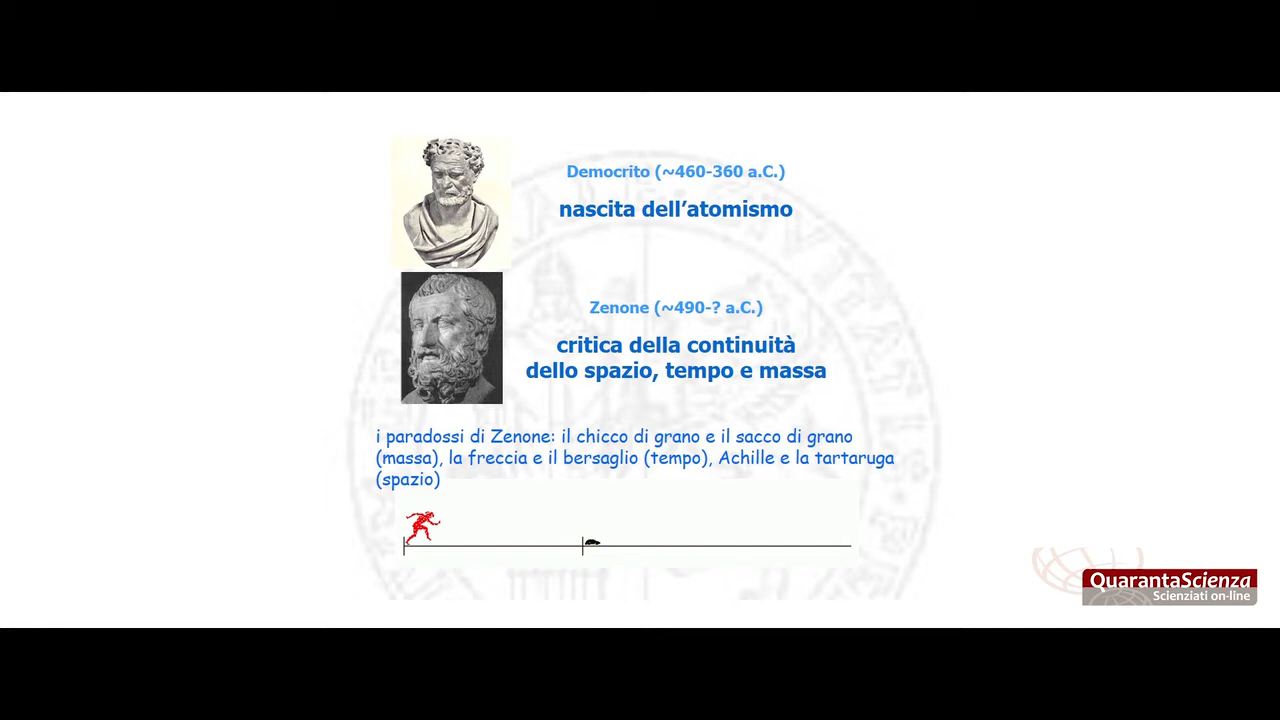 Democrito (~460-360 a.C.)
nascita dell’atomismo
Zenone (~490-? a.C.)
critica della continuità
dello spazio, tempo e massa
i paradossi di Zenone: il chicco di grano e il sacco di grano
(massa), la freccia e il bersaglio (tempo), Achille e la tartaruga
(spazio)
QuarantaScienza
Scienziati on-line